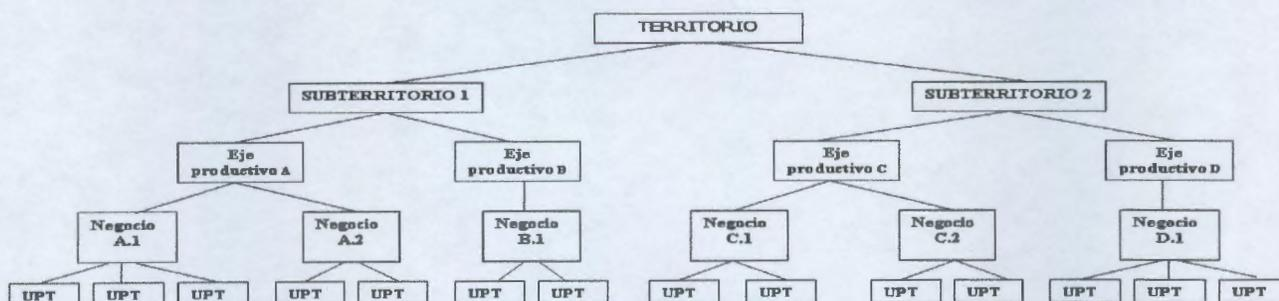 TERRITORIO
SUBTERRITORIO 1
SUBTERRITORIO 2
Eje
productivo A
Eje
productivo B
Eje
productivo C
Eje
productivo D
Negocio
A.1
Negocio
A.2
Negocio
B.1
Negocio
C.1
Negocio
C.2
Negocio
D.1
UPT
UPT
UPT
UPT
UPT
UPT
UPT
UPT
UPT
UPT
UPT
UPT
UPT
UPT